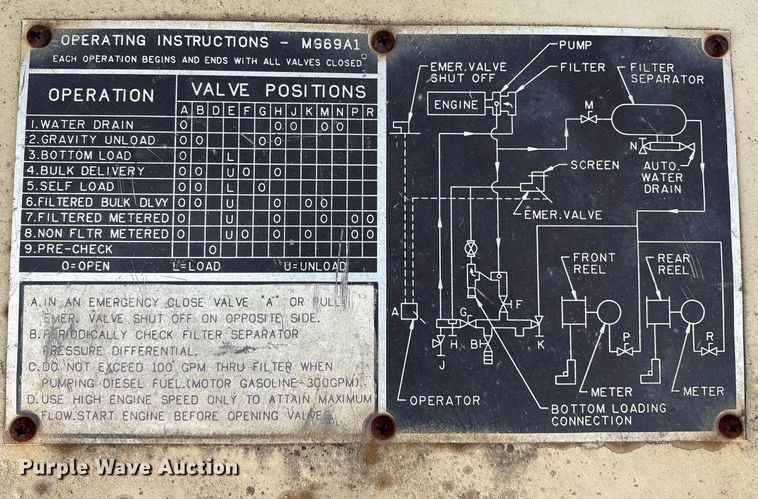 OPERATING INSTRUCTIONS - M969A1
EACH OPERATION BEGINS AND ENDS WITH ALL VALVES CLOSED
OPERATION VALVE POSITIONS
A B D E F G H J K M N P R
1. WATER DRAIN O O O O O
2. GRAVITY UNLOAD O O O
3. BOTTOM LOAD O L
4. BULK DELIVERY O O U O O
5. SELF LOAD O O L O
6. FILTERED BULK DLVY O O U O O O
7. FILTERED METERED O O U O O O O
8. NON FLTR METERED O O U O O O O O
9. PRE-CHECK O
O=OPEN L=LOAD U=UNLOAD
A. IN AN EMERGENCY CLOSE VALVE "A" OR PULL
EMER. VALVE SHUT OFF ON OPPOSITE SIDE.
B. PERIODICALLY CHECK FILTER SEPARATOR
PRESSURE DIFFERENTIAL.
C. DO NOT EXCEED 100 GPM THRU FILTER WHEN
PUMPING DIESEL FUEL.(MOTOR GASOLINE-300GPM).
D. USE HIGH ENGINE SPEED ONLY TO ATTAIN MAXIMUM
FLOW. START ENGINE BEFORE OPENING VALVES.
EMER. VALVE
SHUT OFF
PUMP
FILTER
FILTER
SEPARATOR
ENGINE
M
N
AUTO.
WATER
DRAIN
SCREEN
EMER. VALVE
FRONT
REEL
REAR
REEL
A
G
F
H
B
K
J
P
R
OPERATOR
BOTTOM LOADING
CONNECTION
METER
METER
Purple Wave Auction